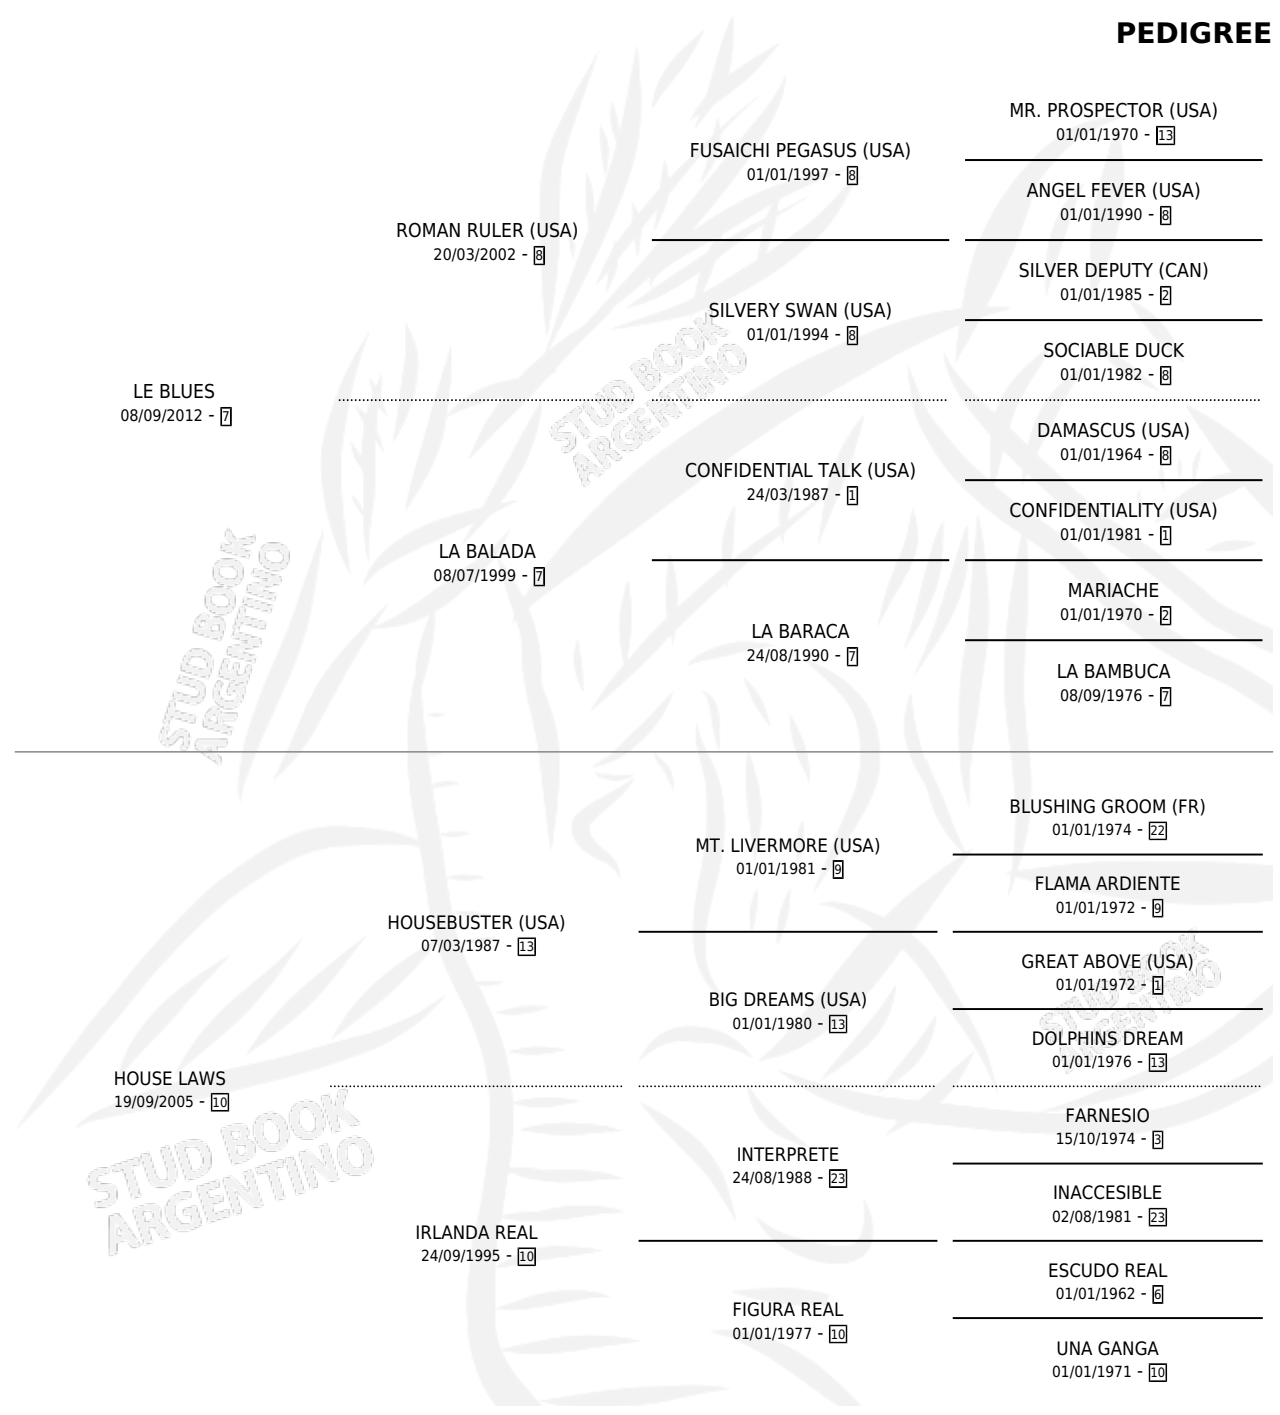 PEDIGREE
MR. PROSPECTOR (USA)
01/01/1970 - 13
FUSAICHI PEGASUS (USA)
01/01/1997 - 8
ANGEL FEVER (USA)
01/01/1990 - 8
ROMAN RULER (USA)
20/03/2002 - 8
SILVER DEPUTY (CAN)
01/01/1985 - 2
SILVERY SWAN (USA)
01/01/1994 - 8
SOCIABLE DUCK
01/01/1982 - 8
LE BLUES
08/09/2012 - 7
STUD BOOK
ARGENTINO
DAMASCUS (USA)
01/01/1964 - 8
CONFIDENTIAL TALK (USA)
24/03/1987 - 1
CONFIDENTIALITY (USA)
01/01/1981 - 1
LA BALADA
08/07/1999 - 7
MARIACHE
01/01/1970 - 2
LA BARACA
24/08/1990 - 7
LA BAMBUCA
08/09/1976 - 7
STUD BOOK
ARGENTINO
BLUSHING GROOM (FR)
01/01/1974 - 22
MT. LIVERMORE (USA)
01/01/1981 - 9
FLAMA ARDIENTE
01/01/1972 - 9
HOUSEBUSTER (USA)
07/03/1987 - 13
GREAT ABOVE (USA)
01/01/1972 - 1
BIG DREAMS (USA)
01/01/1980 - 13
STUD BOOK
ARGENTINO
DOLPHINS DREAM
01/01/1976 - 13
HOUSE LAWS
19/09/2005 - 10
FARNESIO
15/10/1974 - 3
INTERPRETE
24/08/1988 - 23
INACCESIBLE
02/08/1981 - 23
STUD BOOK
ARGENTINO
IRLANDA REAL
24/09/1995 - 10
ESCUDO REAL
01/01/1962 - 6
FIGURA REAL
01/01/1977 - 10
UNA GANGA
01/01/1971 - 10